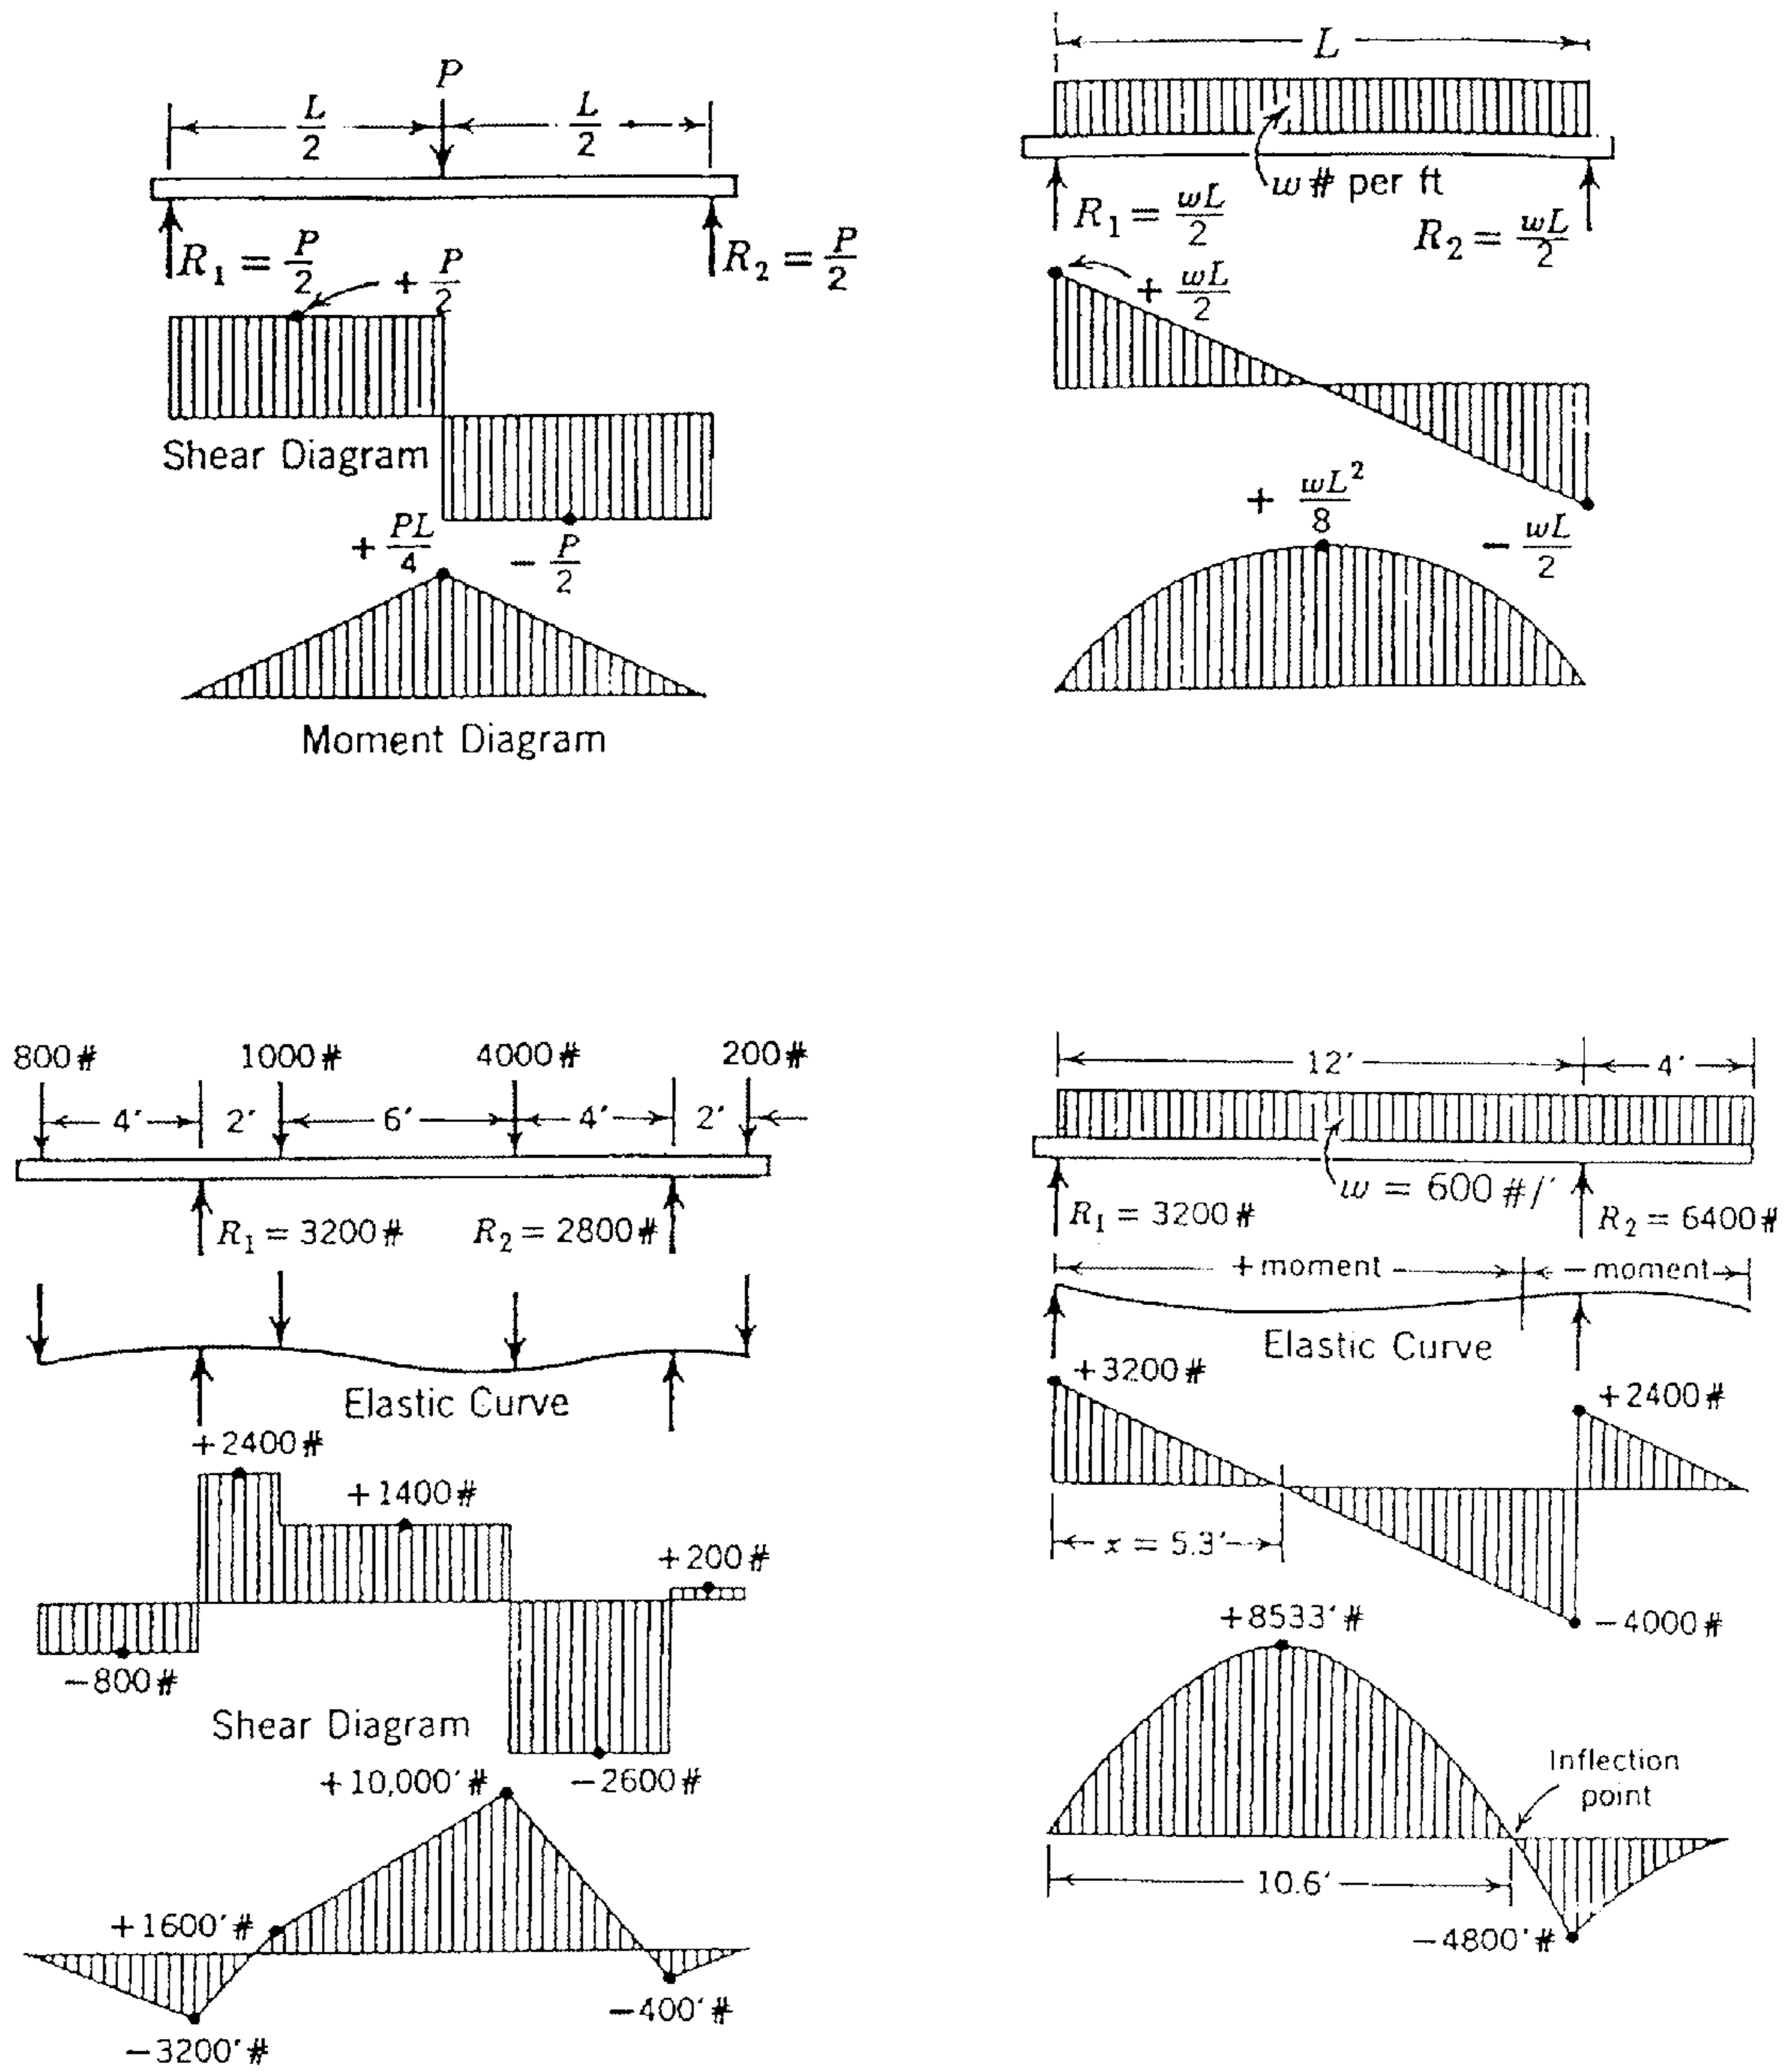 P
L/2 L/2
R₁ = P/2
R₂ = P/2
+ P/2
Shear Diagram
− P/2
+ PL/4
Moment Diagram
L
w # per ft
R₁ = wL/2
R₂ = wL/2
+ wL/2
− wL/2
+ wL²/8
800# 1000# 4000# 200#
4' 2' 6' 4' 2'
R₁ = 3200# R₂ = 2800#
Elastic Curve
+2400#
+1400#
+200#
−800#
Shear Diagram
−2600#
+10,000'#
+1600'#
−400'#
−3200'#
12' 4'
w = 600 #/'
R₁ = 3200# R₂ = 6400#
+moment −moment
Elastic Curve
+3200#
+2400#
x = 5.3'
−4000#
+8533'#
Inflection
point
10.6'
−4800'#